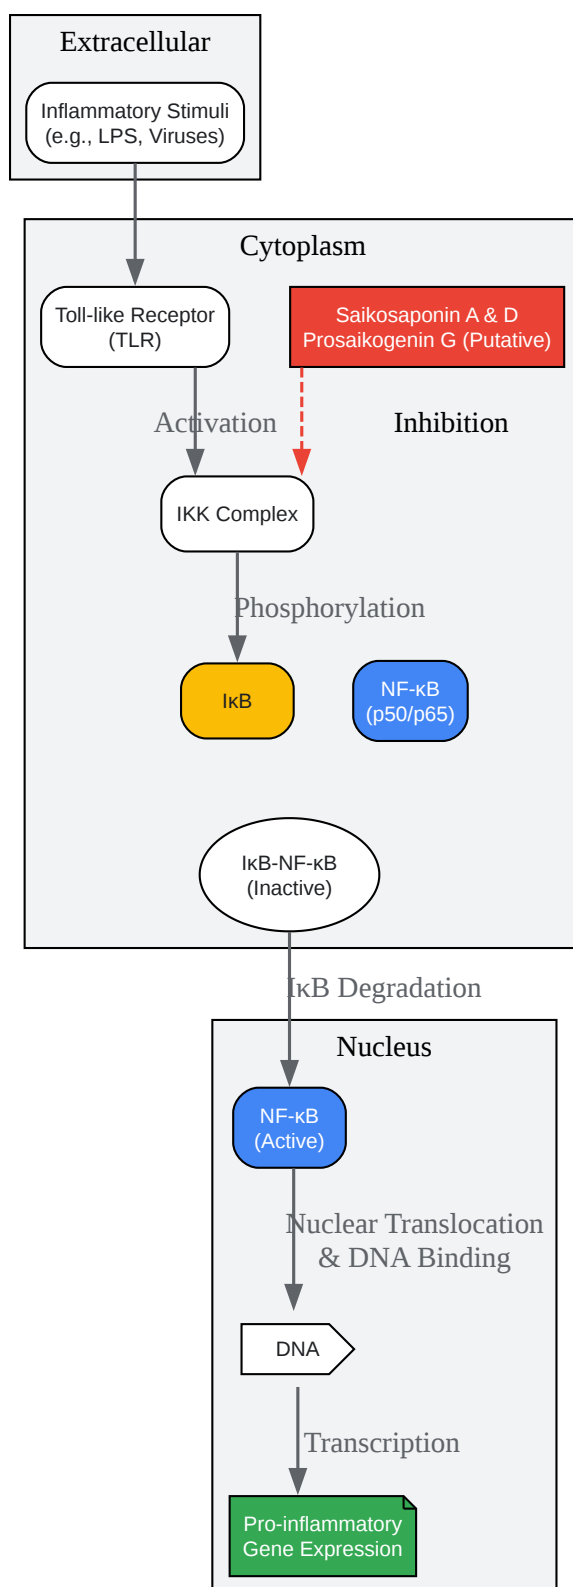 Extracellular
Inflammatory Stimuli
(e.g., LPS, Viruses)
Cytoplasm
Toll-like Receptor
(TLR)
Saikosaponin A & D
Prosaikogenin G (Putative)
Activation
Inhibition
IKK Complex
Phosphorylation
IκB
NF-κB
(p50/p65)
IκB-NF-κB
(Inactive)
IκB Degradation
Nucleus
NF-κB
(Active)
Nuclear Translocation
& DNA Binding
DNA
Transcription
Pro-inflammatory
Gene Expression